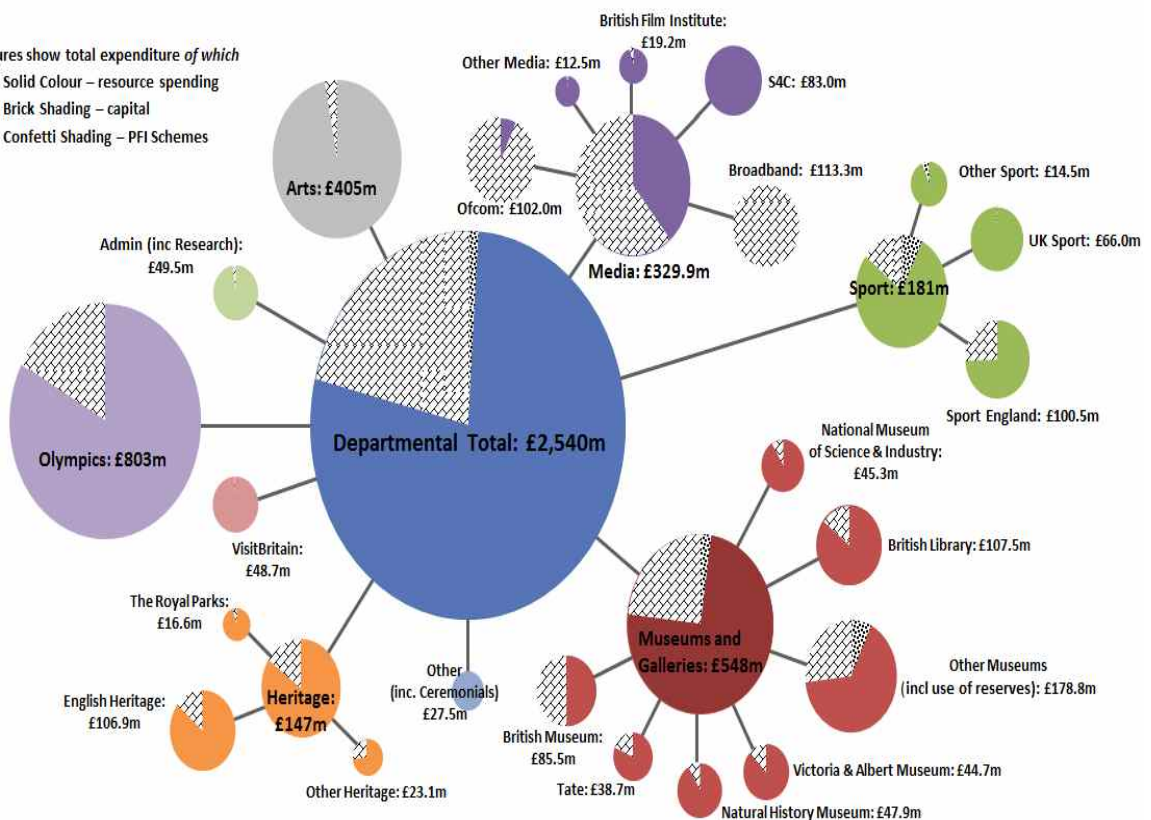 ures show total expenditure of which
Solid Colour – resource spending
Brick Shading – capital
Confetti Shading – PFI Schemes
Arts: £405m
British Film Institute:
£19.2m
Other Media: £12.5m
S4C: £83.0m
Ofcom: £102.0m
Broadband: £113.3m
Media: £329.9m
Other Sport: £14.5m
UK Sport: £66.0m
Sport: £181m
Sport England: £100.5m
Admin (inc Research):
£49.5m
Departmental Total: £2,540m
Olympics: £803m
VisitBritain:
£48.7m
The Royal Parks:
£16.6m
English Heritage:
£106.9m
Heritage:
£147m
Other Heritage: £23.1m
Other
(inc. Ceremonials)
£27.5m
National Museum
of Science & Industry:
£45.3m
British Library: £107.5m
Museums and
Galleries: £548m
Other Museums
(incl use of reserves): £178.8m
British Museum:
£85.5m
Tate: £38.7m
Victoria & Albert Museum: £44.7m
Natural History Museum: £47.9m